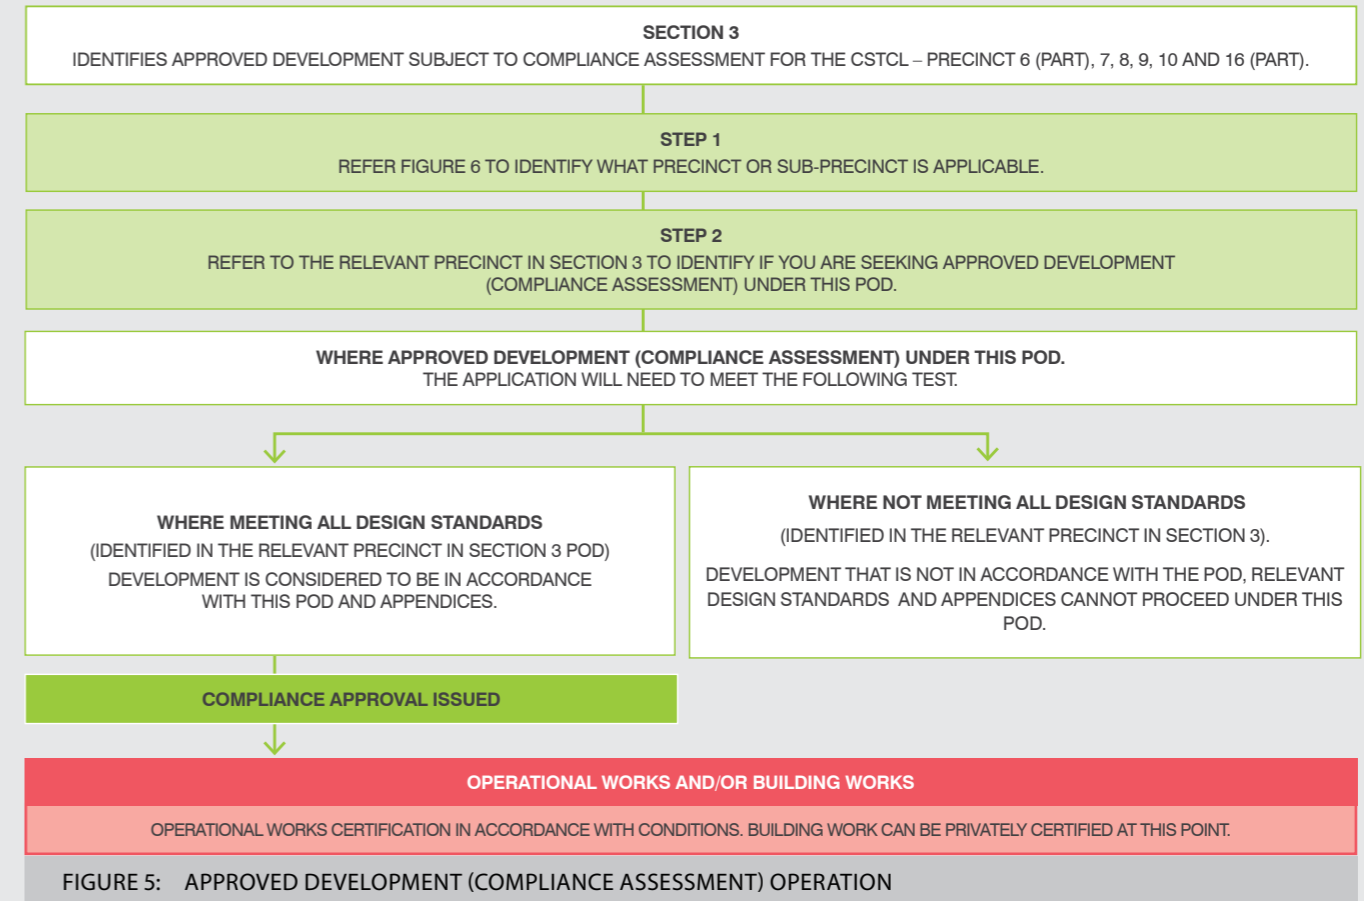 SECTION 3
IDENTIFIES APPROVED DEVELOPMENT SUBJECT TO COMPLIANCE ASSESSMENT FOR THE CSTCL – PRECINCT 6 (PART), 7, 8, 9, 10 AND 16 (PART).
STEP 1
REFER FIGURE 6 TO IDENTIFY WHAT PRECINCT OR SUB-PRECINCT IS APPLICABLE.
STEP 2
REFER TO THE RELEVANT PRECINCT IN SECTION 3 TO IDENTIFY IF YOU ARE SEEKING APPROVED DEVELOPMENT
(COMPLIANCE ASSESSMENT) UNDER THIS POD.
WHERE APPROVED DEVELOPMENT (COMPLIANCE ASSESSMENT) UNDER THIS POD.
THE APPLICATION WILL NEED TO MEET THE FOLLOWING TEST.
WHERE MEETING ALL DESIGN STANDARDS
(IDENTIFIED IN THE RELEVANT PRECINCT IN SECTION 3 POD)
DEVELOPMENT IS CONSIDERED TO BE IN ACCORDANCE
WITH THIS POD AND APPENDICES.
WHERE NOT MEETING ALL DESIGN STANDARDS
(IDENTIFIED IN THE RELEVANT PRECINCT IN SECTION 3).
DEVELOPMENT THAT IS NOT IN ACCORDANCE WITH THE POD, RELEVANT
DESIGN STANDARDS AND APPENDICES CANNOT PROCEED UNDER THIS
POD.
COMPLIANCE APPROVAL ISSUED
OPERATIONAL WORKS AND/OR BUILDING WORKS
OPERATIONAL WORKS CERTIFICATION IN ACCORDANCE WITH CONDITIONS. BUILDING WORK CAN BE PRIVATELY CERTIFIED AT THIS POINT.
FIGURE 5: APPROVED DEVELOPMENT (COMPLIANCE ASSESSMENT) OPERATION